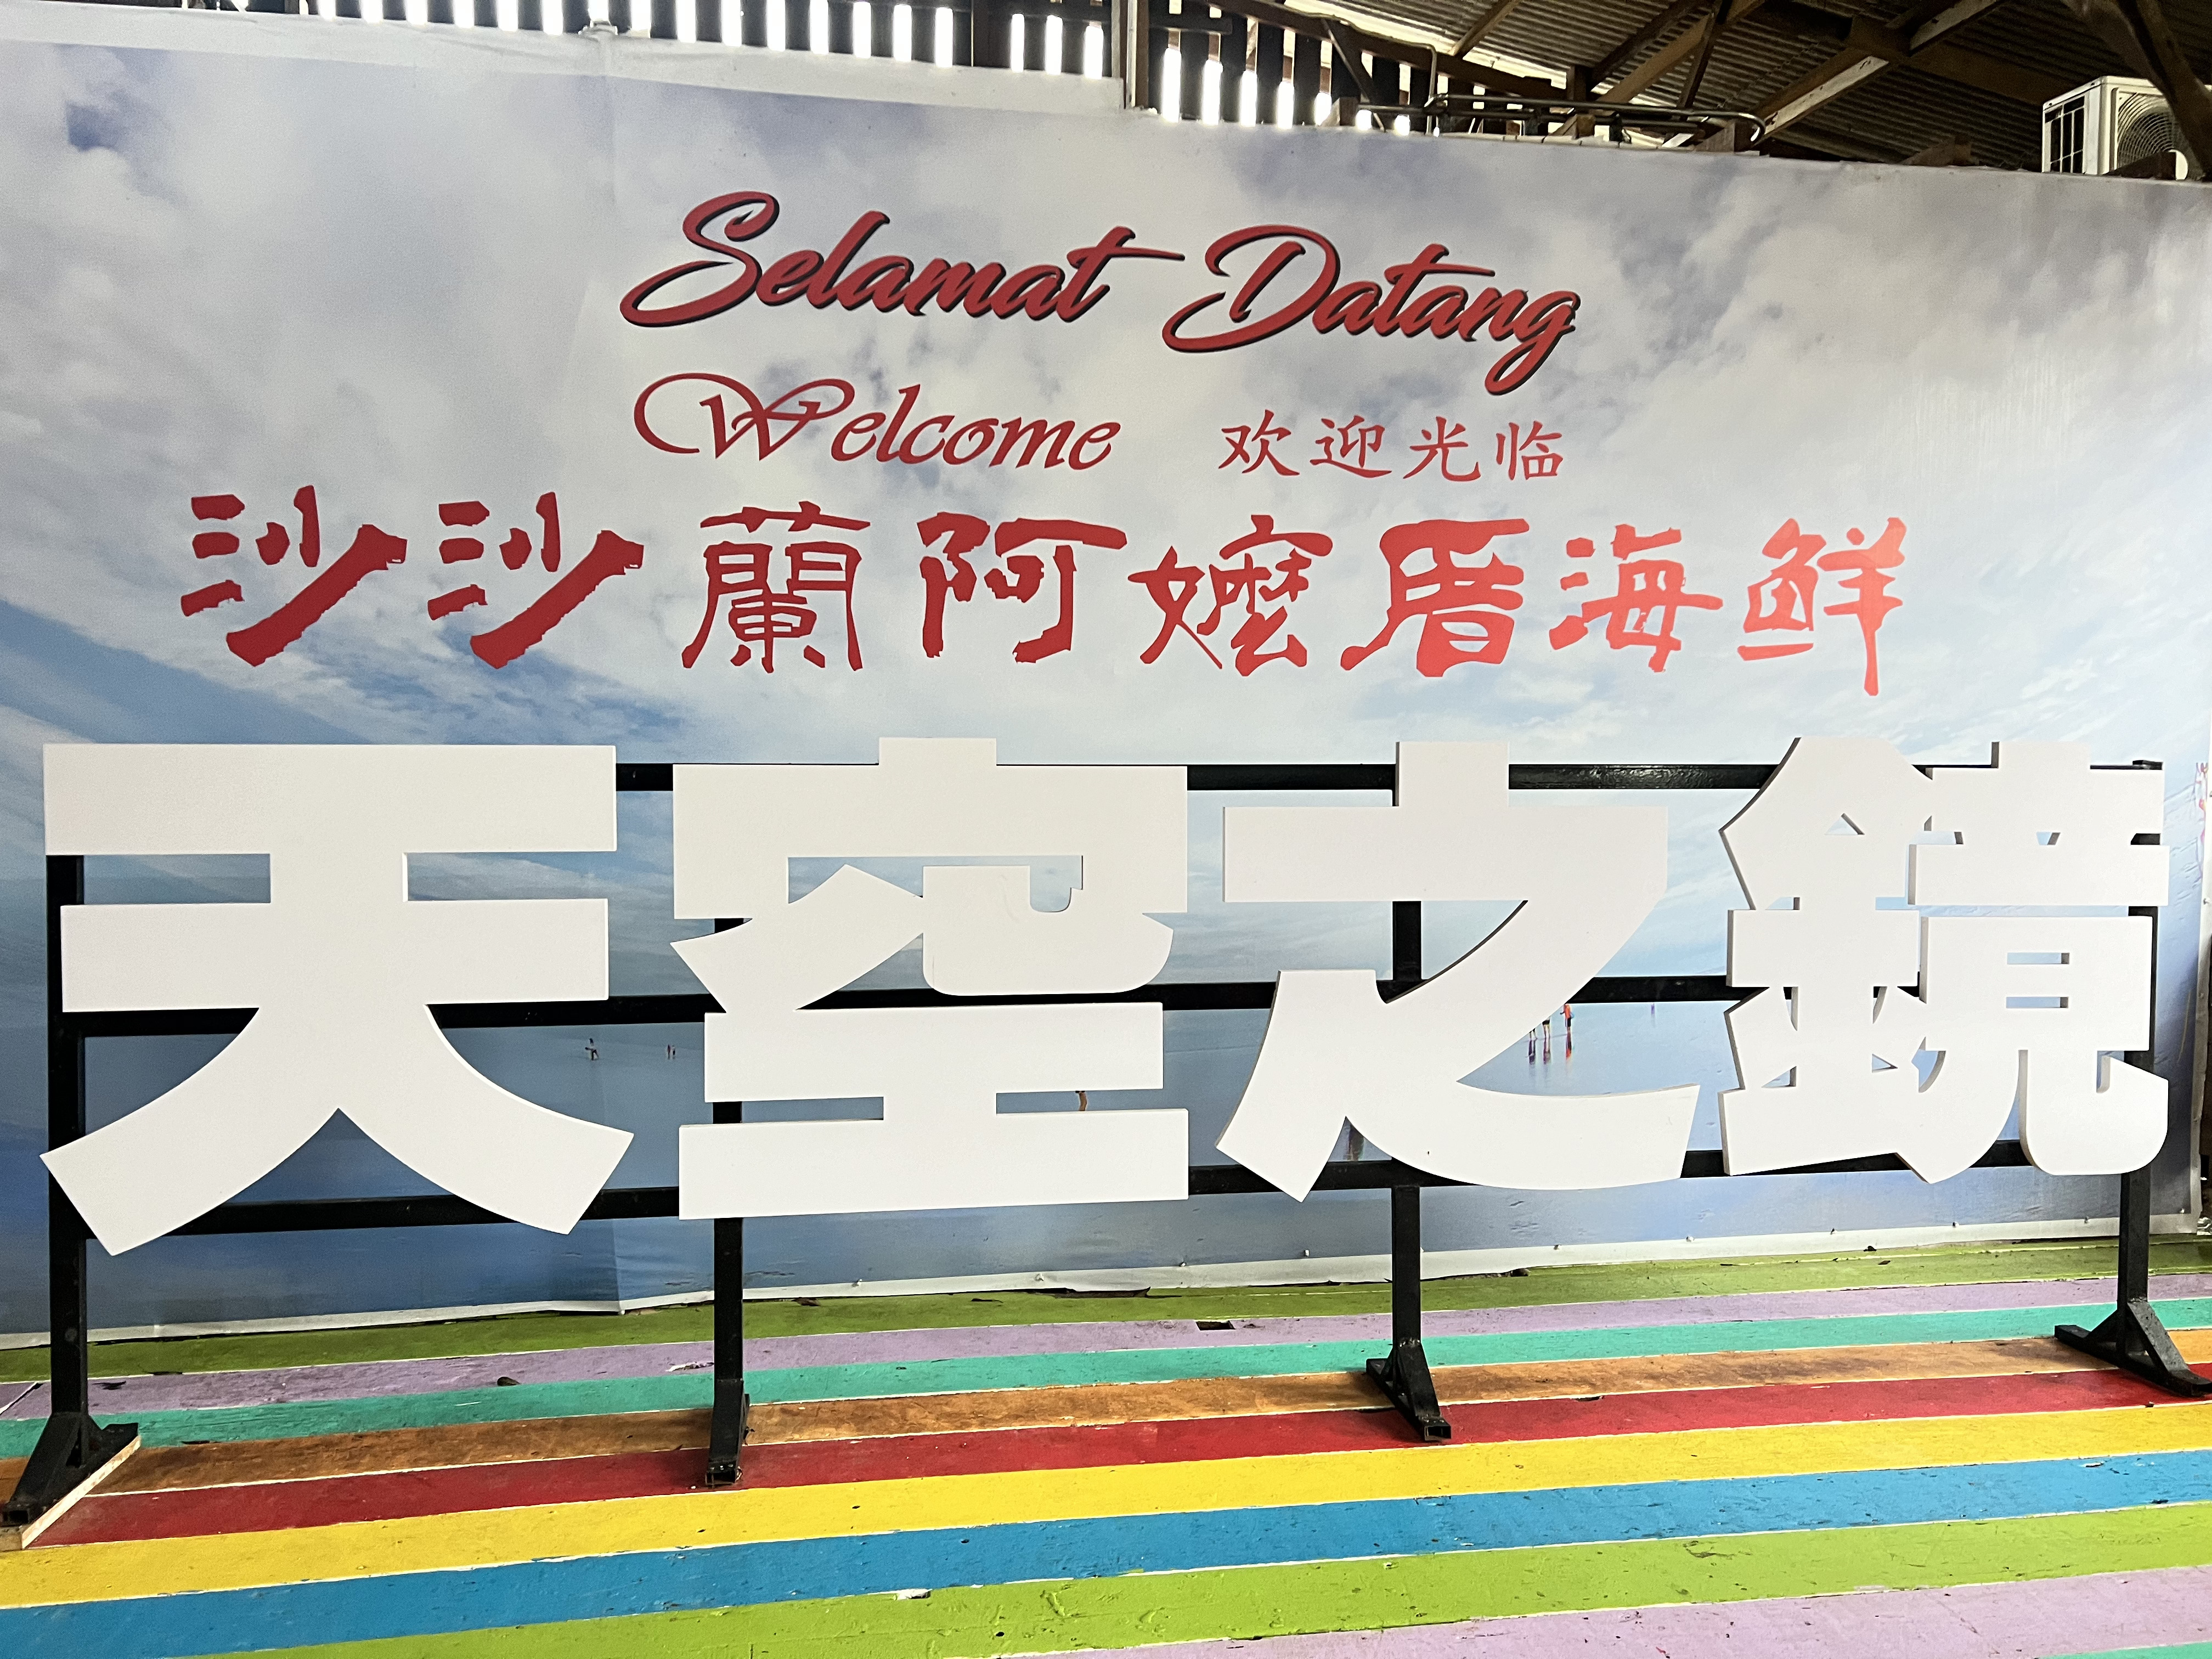 Selamat Datang
Welcome 欢迎光临
沙沙蘭阿嬷厝海鲜
天空之鏡